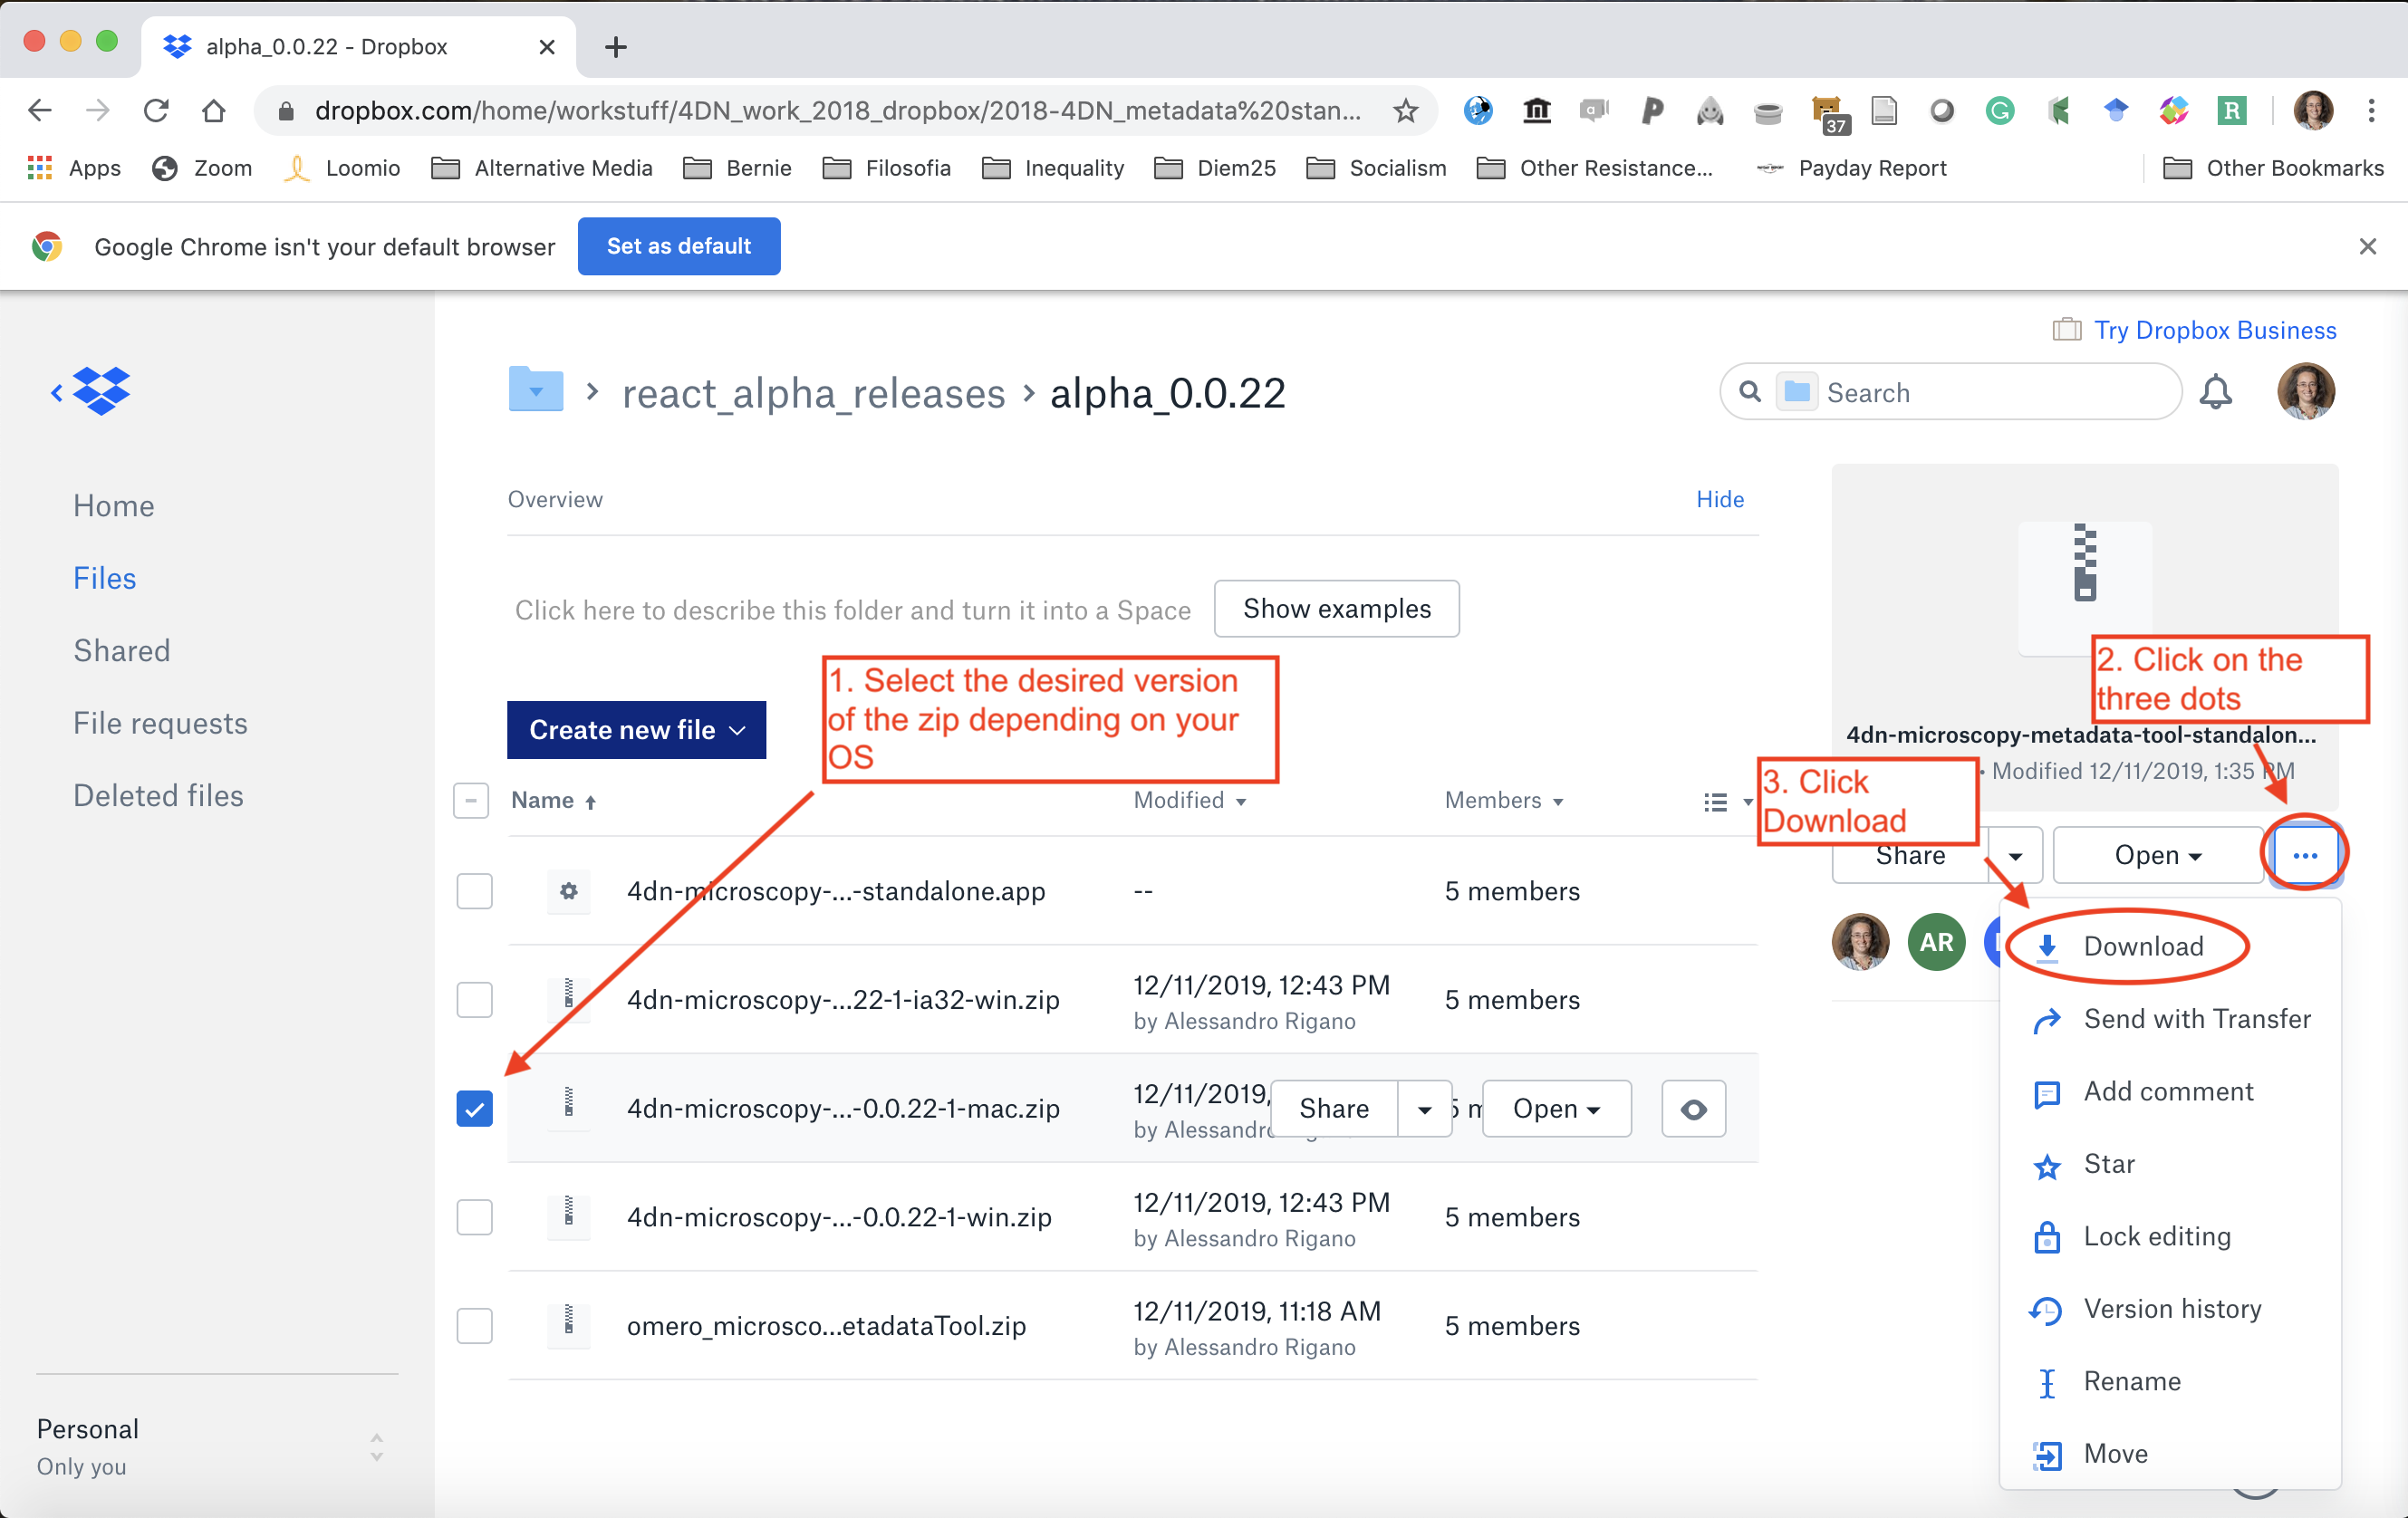 alpha_0.0.22 - Dropbox
dropbox.com/home/workstuff/4DN_work_2018_dropbox/2018-4DN_metadata%20stan...
37
Apps
Zoom
Loomio
Alternative Media
Bernie
Filosofia
Inequality
Diem25
Socialism
Other Resistance...
Payday Report
Other Bookmarks
Google Chrome isn't your default browser
Set as default
Try Dropbox Business
react_alpha_releases
alpha_0.0.22
Search
Home
Files
Shared
File requests
Deleted files
Personal
Only you
Overview
Hide
Click here to describe this folder and turn it into a Space
Show examples
1. Select the desired version
of the zip depending on your
OS
Create new file
Name
Modified
Members
4dn-microscopy-...-standalone.app
--
5 members
4dn-microscopy-...22-1-ia32-win.zip
12/11/2019, 12:43 PM
by Alessandro Rigano
5 members
4dn-microscopy-...-0.0.22-1-mac.zip
12/11/2019,
Share
Open
4dn-microscopy-...-0.0.22-1-win.zip
12/11/2019, 12:43 PM
by Alessandro Rigano
5 members
omero_microsco...etadataTool.zip
12/11/2019, 11:18 AM
by Alessandro Rigano
5 members
2. Click on the
three dots
4dn-microscopy-metadata-tool-standalon...
• Modified 12/11/2019, 1:35 PM
3. Click
Download
Share
Open
AR
Download
Send with Transfer
Add comment
Star
Lock editing
Version history
Rename
Move